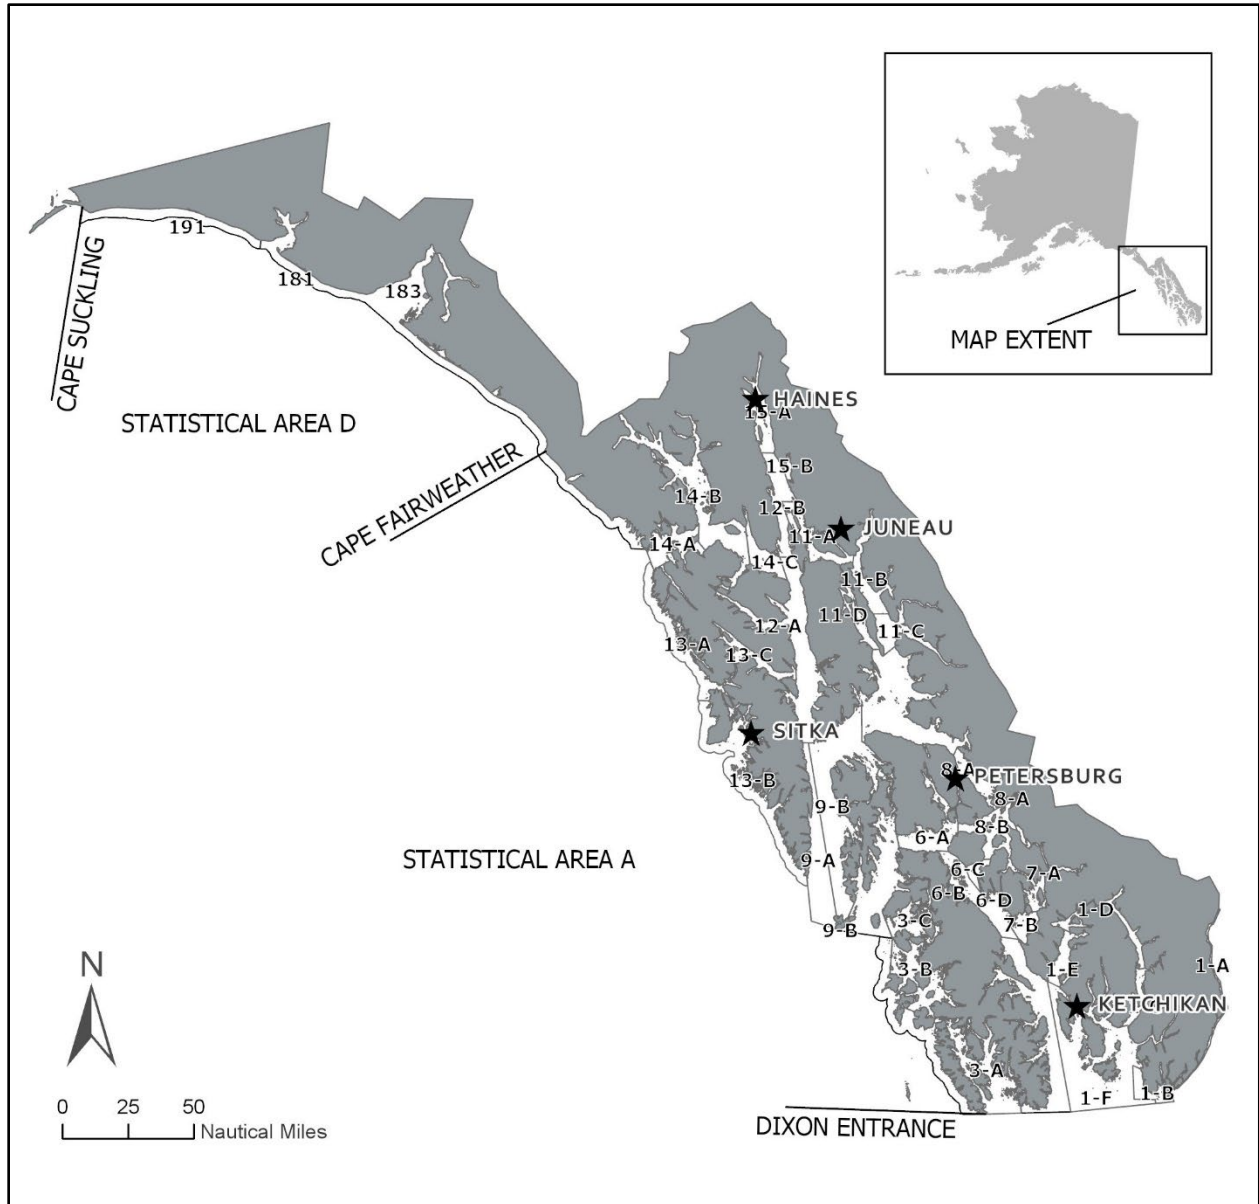 191
181
183
CAPE SUCKLING
STATISTICAL AREA D
CAPE FAIRWEATHER
MAP EXTENT
HAINES
15-A
15-B
14-B
12-B
JUNEAU
11-A
14-A
14-C
11-B
11-D
12-A
11-C
13-A
13-C
SITKA
8-A
PETERSBURG
13-B
8-A
9-B
8-B
6-A
STATISTICAL AREA A
9-A
6-C
7-A
6-B
6-D
1-D
3-C
7-B
9-B
3-B
1-E
1-A
KETCHIKAN
3-A
1-F
1-B
DIXON ENTRANCE
N
0 25 50
Nautical Miles